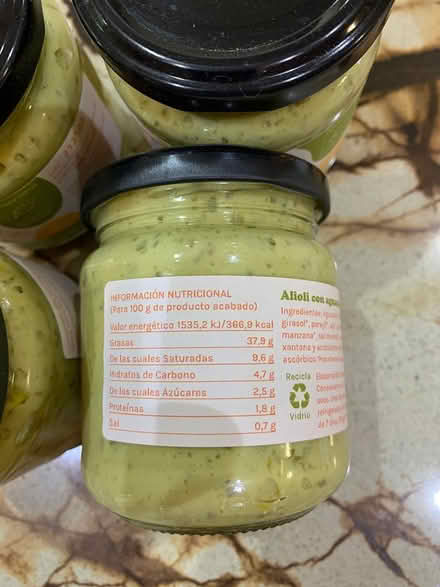 INFORMACIÓN NUTRICIONAL
(Para 100 g de producto acabado)
Valor energético 1535,2 kJ/366,9 kcal
Grasas 37,9 g
De las cuales Saturadas 9,6 g
Hidratos de Carbono 4,7 g
De los cuales Azúcares 2,5 g
Proteínas 1,8 g
Sal 0,7 g
Alioli con
Ingredientes:
girasol*, perejil*,
manzana*, sal
xantana y
ascórbico
Recicla
Vidrio